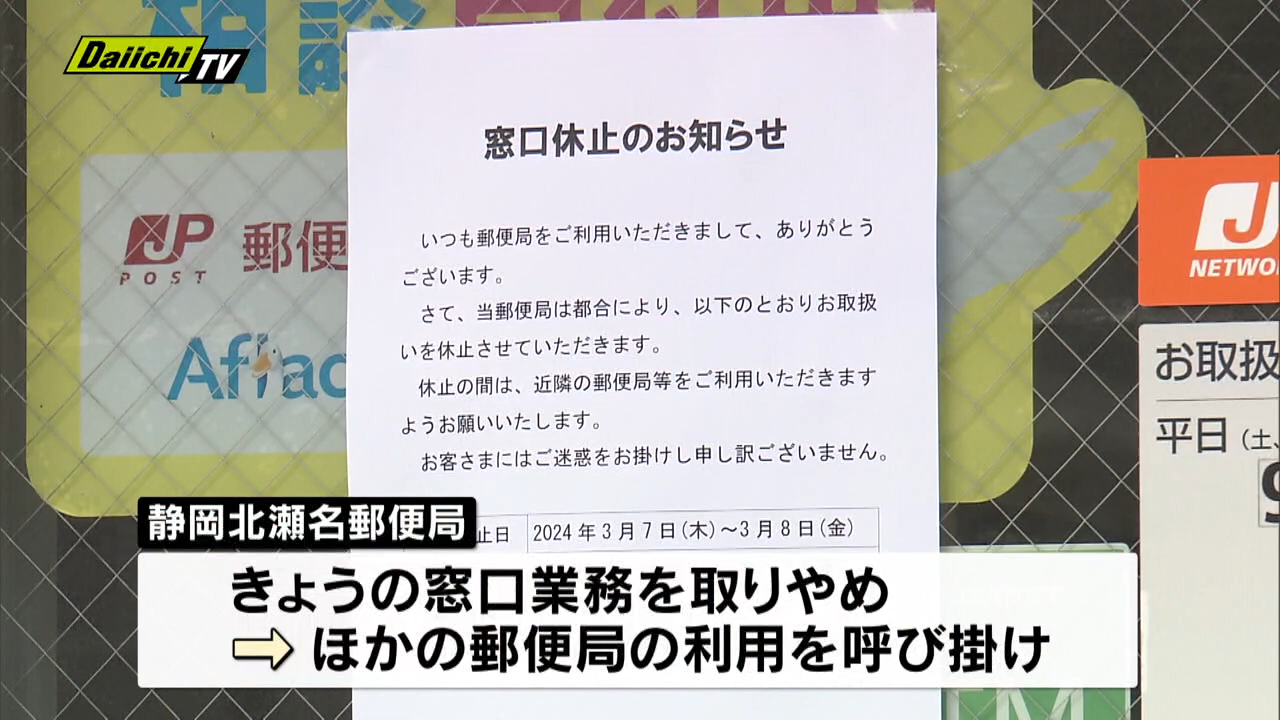 Daiichi TV
相談
窓口休止のお知らせ
いつも郵便局をご利用いただきまして、ありがとう
ございます。
さて、当郵便局は都合により、以下のとおりお取扱
いを休止させていただきます。
休止の間は、近隣の郵便局等をご利用いただきます
ようお願いいたします。
お客さまにはご迷惑をお掛けし申し訳ございません。
止日 2024年3月7日(木)~3月8日(金)
JP
POST
郵便
Aflac
J
NETWO
お取扱
平日(土、
9
静岡北瀬名郵便局
きょうの窓口業務を取りやめ
⇨ほかの郵便局の利用を呼び掛け